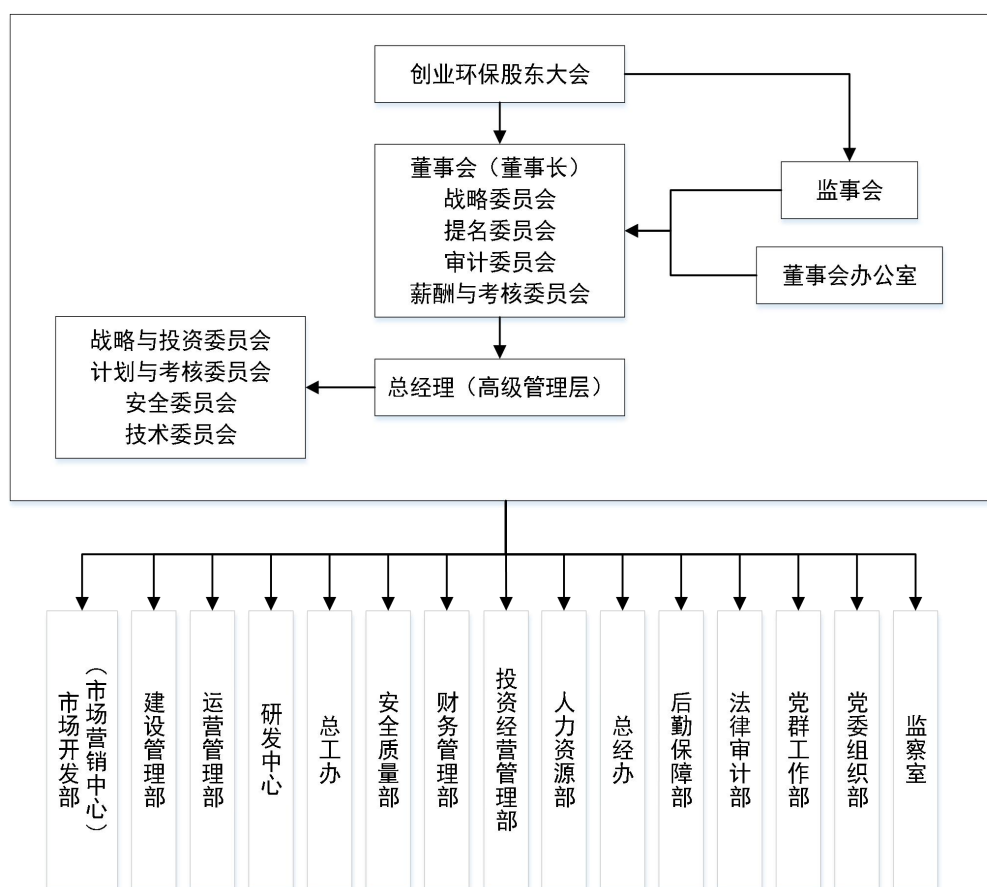 创业环保股东大会
董事会（董事长）
战略委员会
提名委员会
审计委员会
薪酬与考核委员会
监事会
董事会办公室
战略与投资委员会
计划与考核委员会
安全委员会
技术委员会
总经理（高级管理层）
市场开发部
（市场营销中心）
建设管理部
运营管理部
研发中心
总工办
安全质量部
财务管理部
投资经营管理部
人力资源部
总经办
后勤保障部
法律审计部
党群工作部
党委组织部
监察室